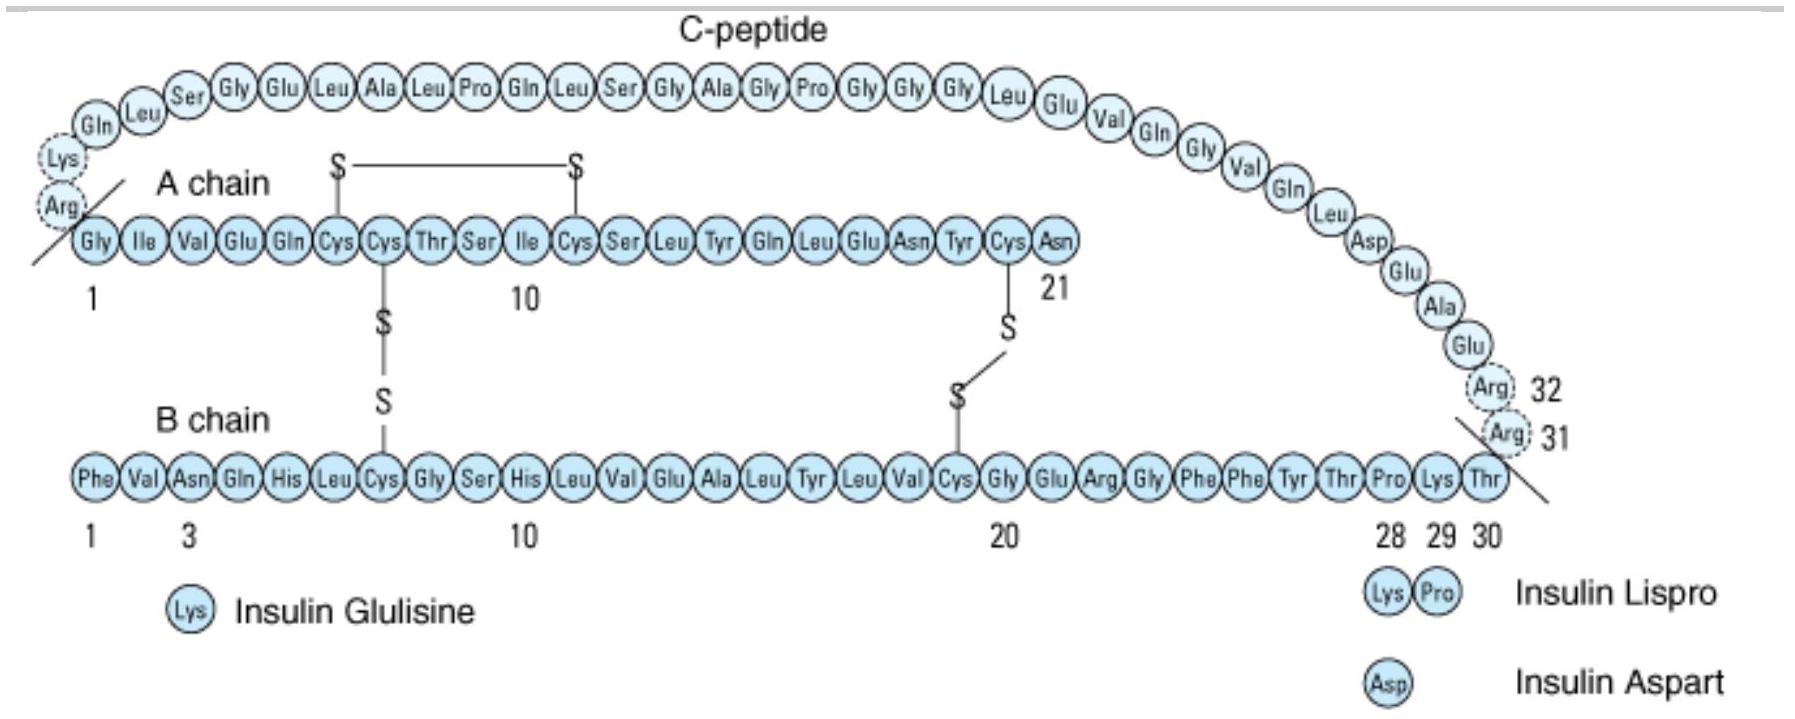 C-peptide
Gln Leu Ser Gly Glu Leu Ala Leu Pro Gln Leu Ser Gly Ala Gly Pro Gly Gly Gly Leu Glu Val Gln Gly Val Gln Leu Asp Glu Ala Glu Arg 32
Arg 31
Lys
Arg
S S
A chain
Gly Ile Val Glu Gln Cys Cys Thr Ser Ile Cys Ser Leu Tyr Gln Leu Glu Asn Tyr Cys Asn
1 10 21
S S
S S
B chain
Phe Val Asn Gln His Leu Cys Gly Ser His Leu Val Glu Ala Leu Tyr Leu Val Cys Gly Glu Arg Gly Phe Phe Tyr Thr Pro Lys Thr
1 3 10 20 28 29 30
Lys Insulin Glulisine
Lys Pro Insulin Lispro
Asp Insulin Aspart